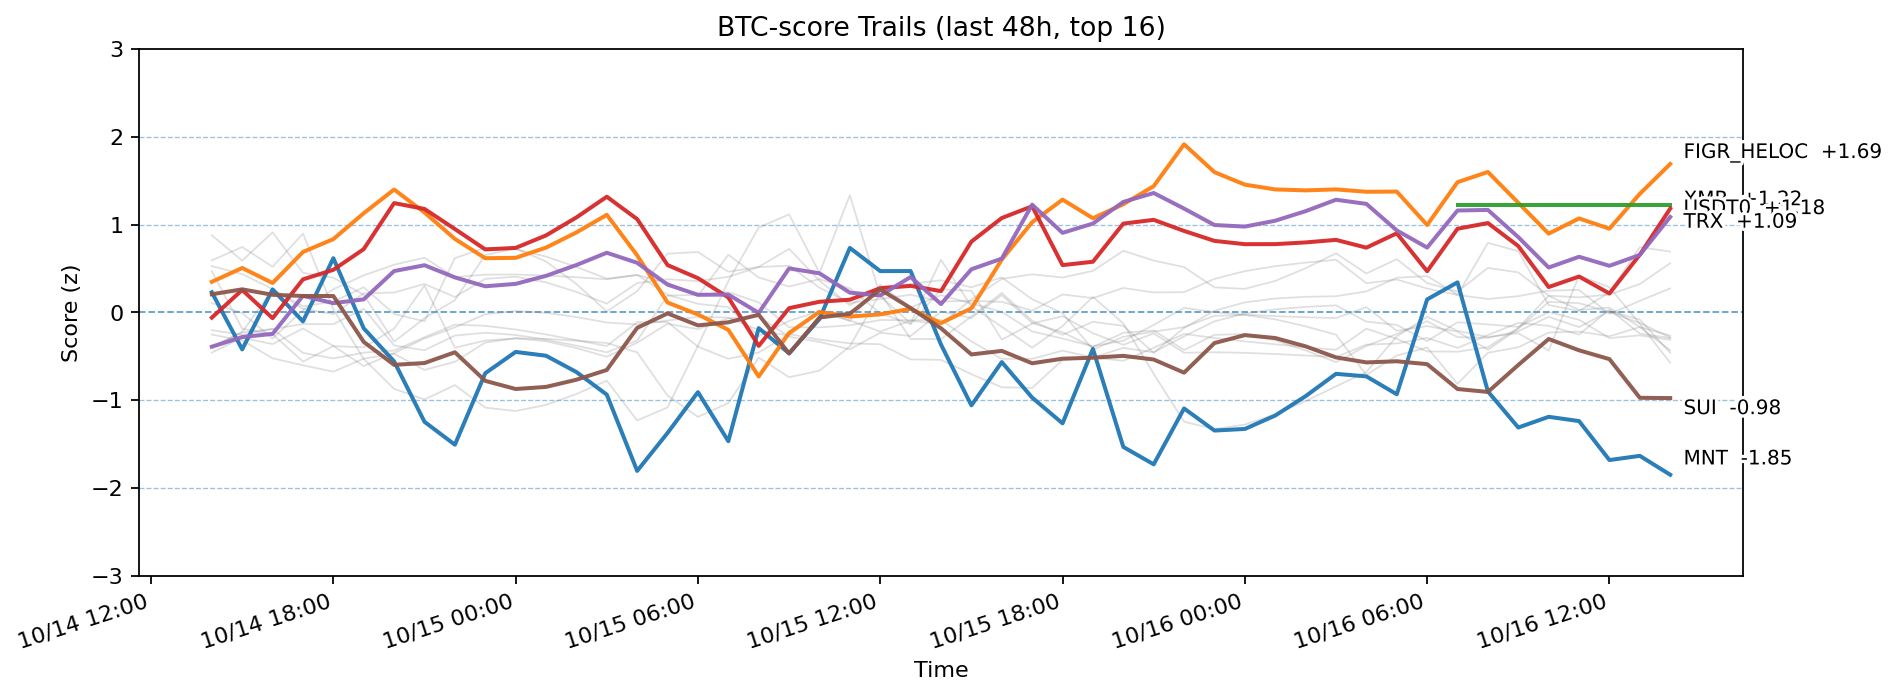 BTC-score Trails (last 48h, top 16)
Score (z)
3
2
1
0
−1
−2
−3
FIGR_HELOC +1.69
XMR +1.22
USDT0 +1.18
TRX +1.09
SUI -0.98
MNT -1.85
10/14 12:00
10/14 18:00
10/15 00:00
10/15 06:00
10/15 12:00
10/15 18:00
10/16 00:00
10/16 06:00
10/16 12:00
Time